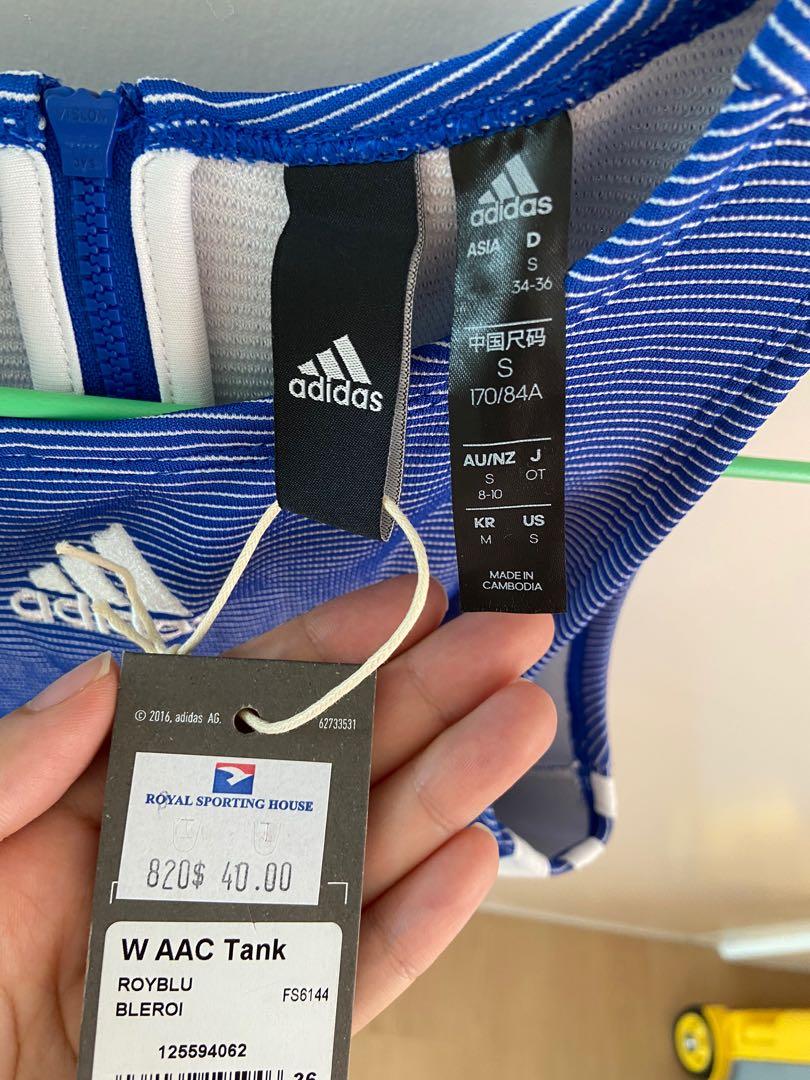 adidas
adidas
ASIA D
S
34-36
中国尺码
S
170/84A
AU/NZ J
S OT
8-10
KR US
M S
MADE IN
CAMBODIA
adidas
© 2016, adidas AG. 62733531
ROYAL SPORTING HOUSE
820$ 40.00
W AAC Tank
ROYBLU
BLEROI
FS6144
125594062